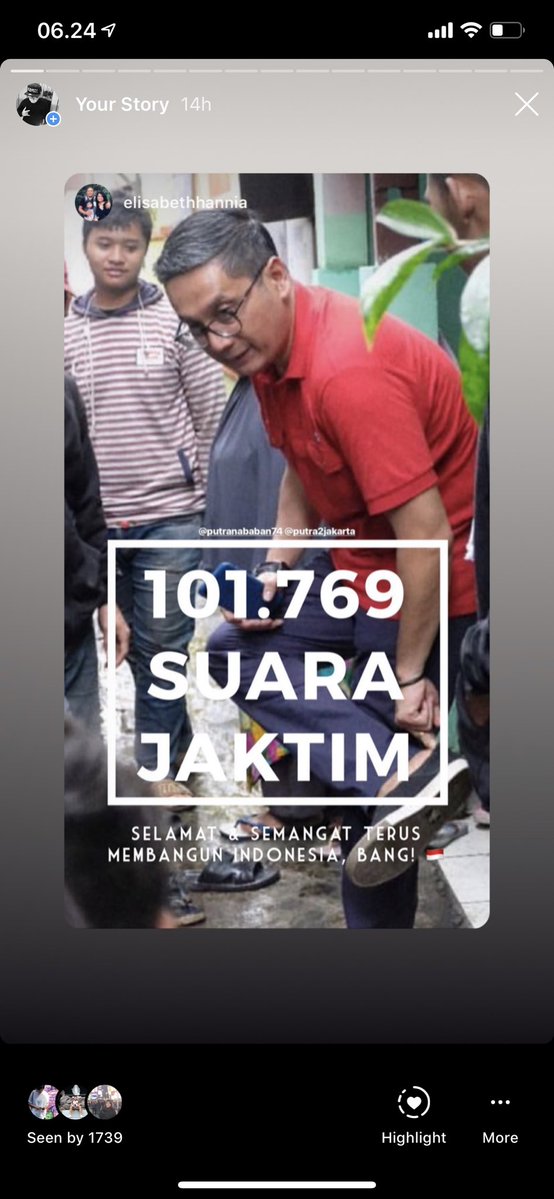 06.24
Your Story 14h
elisabethhannia
@putranababan74 @putra2jakarta
101.769
SUARA
JAKTIM
SELAMAT & SEMANGAT TERUS
MEMBANGUN INDONESIA, BANG! 🇮🇩
Seen by 1739
Highlight
More